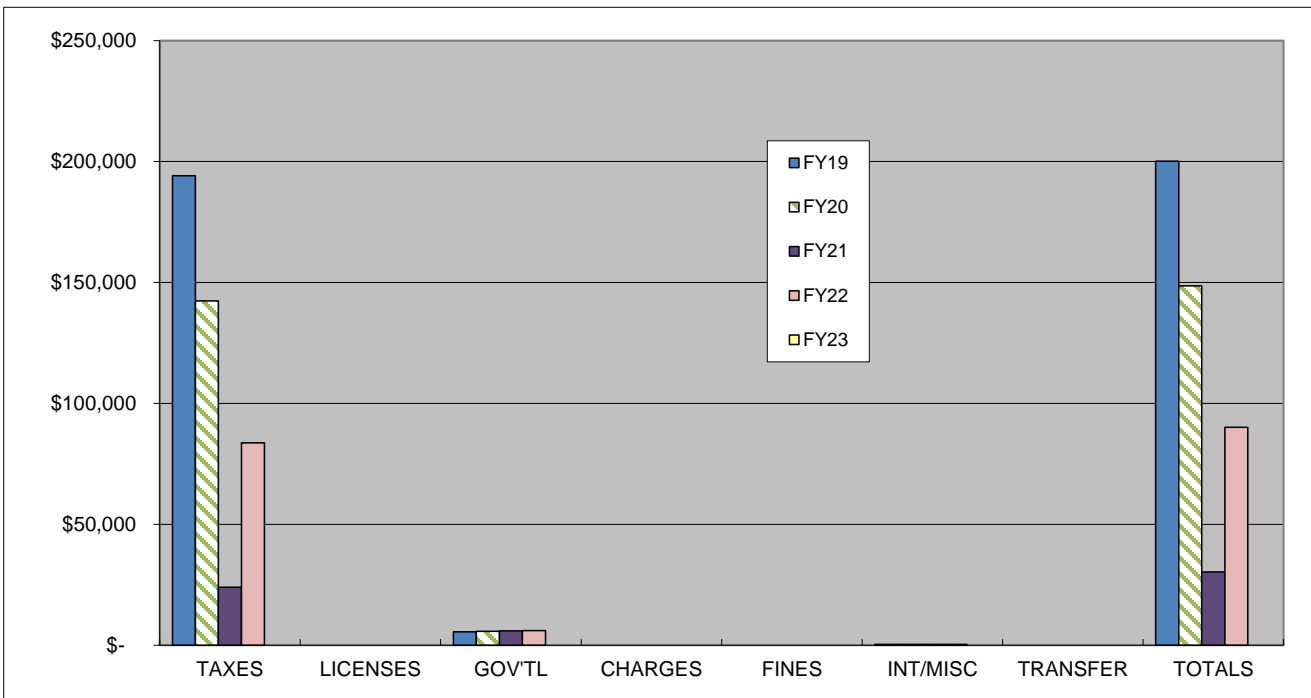 $250,000
$200,000
$150,000
$100,000
$50,000
$-
FY19
FY20
FY21
FY22
FY23
TAXES LICENSES GOV'TL CHARGES FINES INT/MISC TRANSFER TOTALS